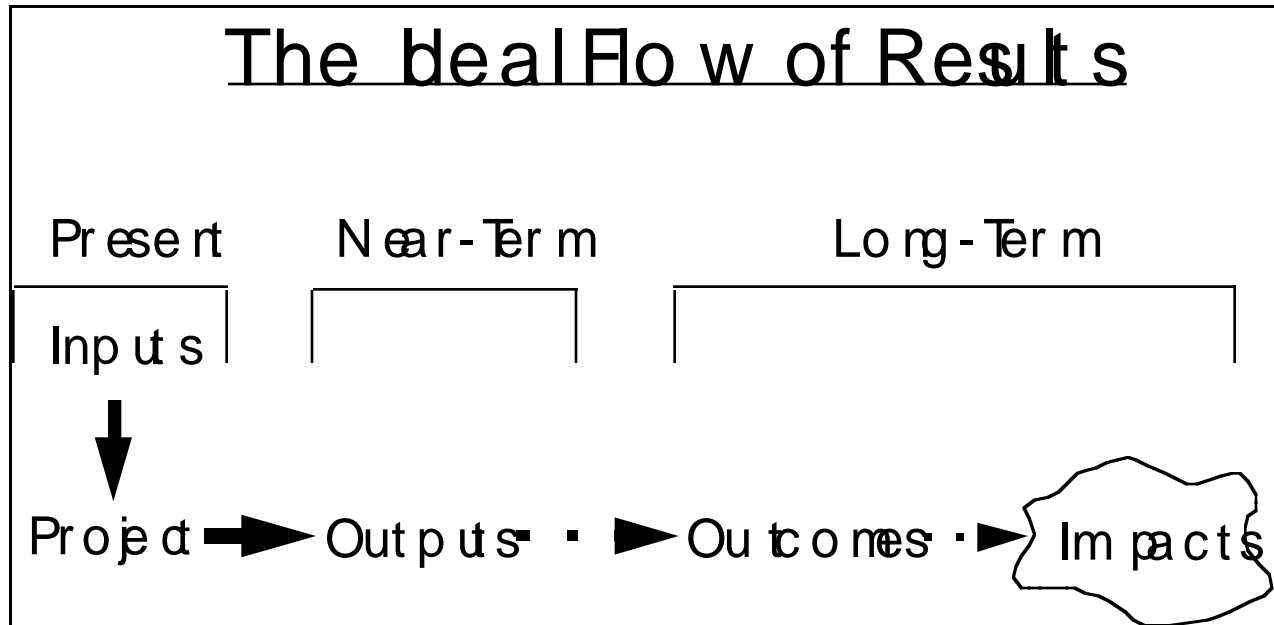 The Ideal Flow of Results
Present Near-Term Long-Term
Inputs
Project Outputs Outcomes Impacts